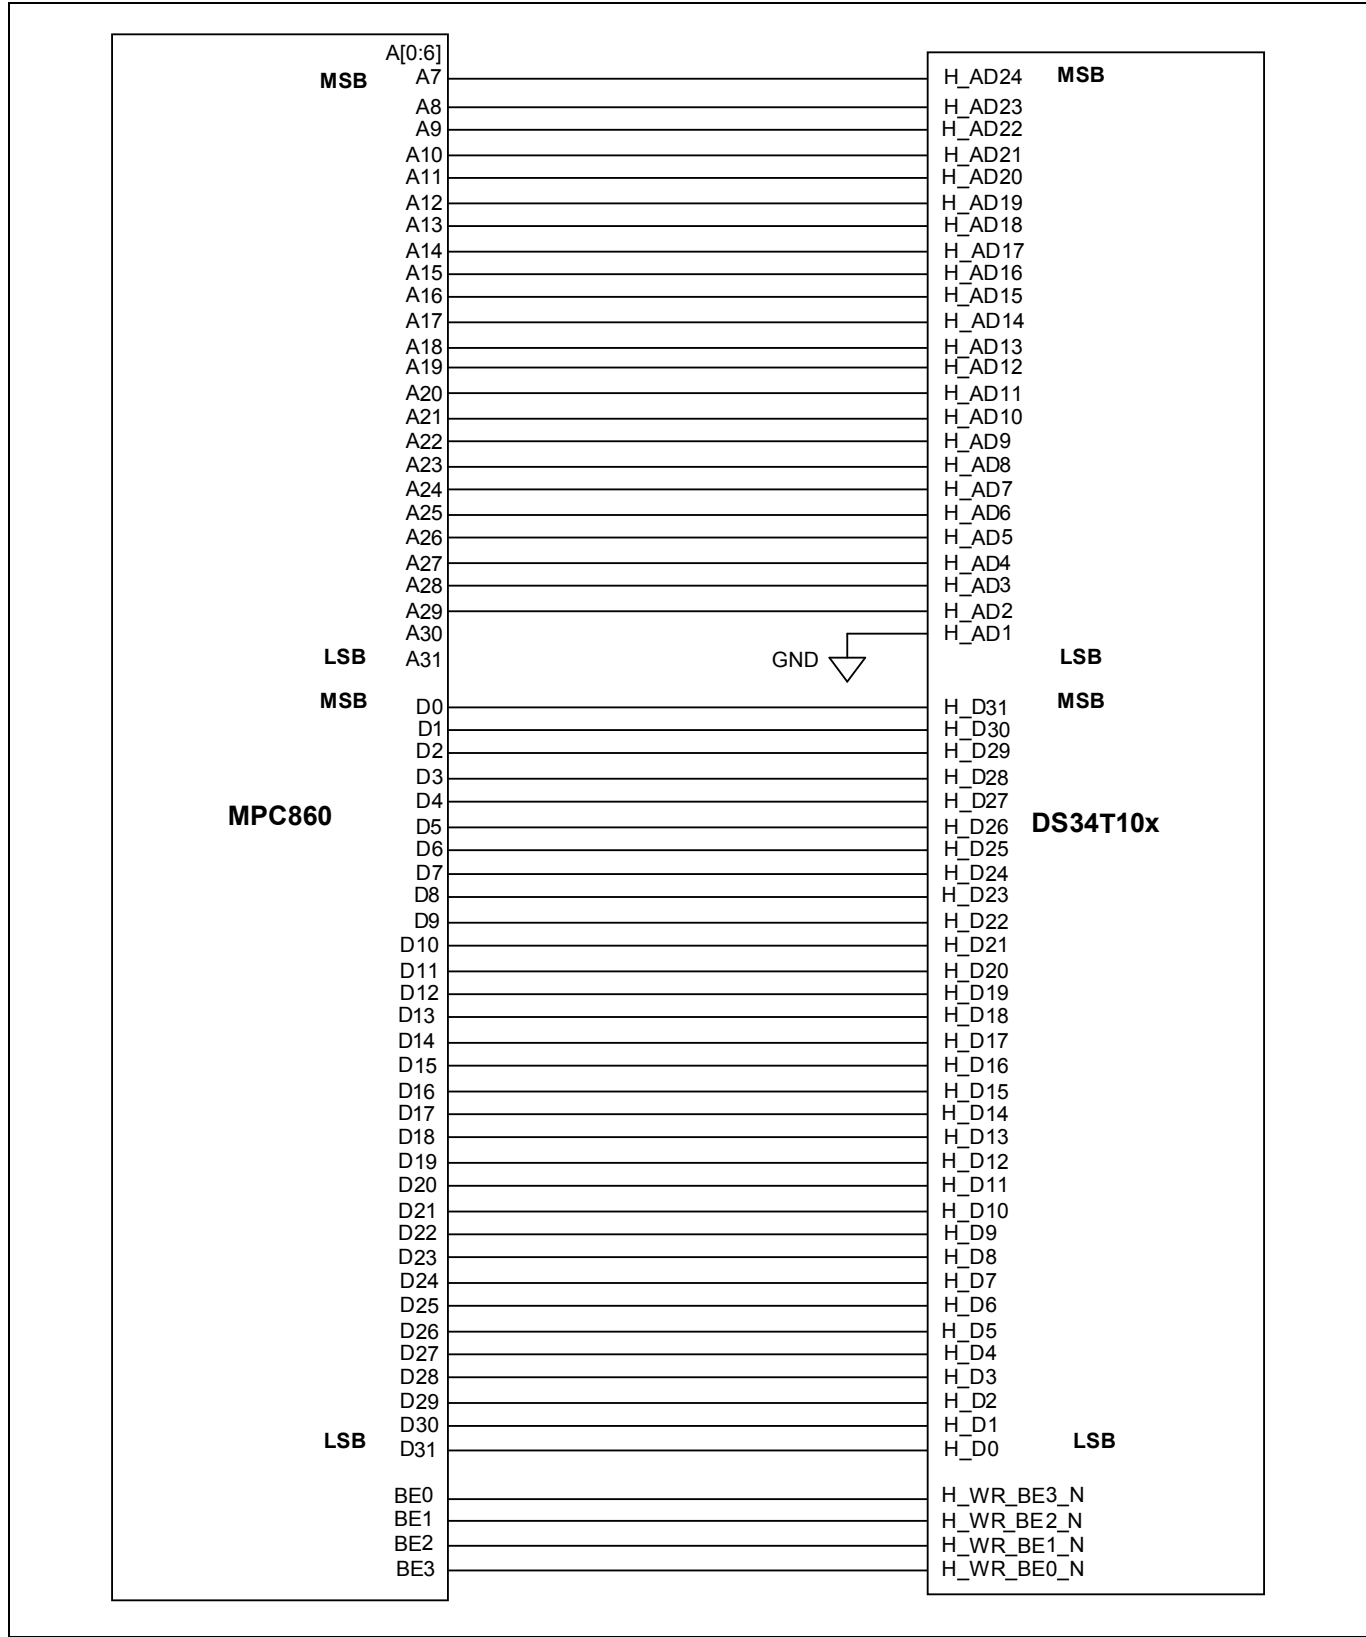 A[0:6]
MSB A7 H_AD24 MSB
A8 H_AD23
A9 H_AD22
A10 H_AD21
A11 H_AD20
A12 H_AD19
A13 H_AD18
A14 H_AD17
A15 H_AD16
A16 H_AD15
A17 H_AD14
A18 H_AD13
A19 H_AD12
A20 H_AD11
A21 H_AD10
A22 H_AD9
A23 H_AD8
A24 H_AD7
A25 H_AD6
A26 H_AD5
A27 H_AD4
A28 H_AD3
A29 H_AD2
A30 H_AD1
LSB A31 GND LSB
MSB D0 H_D31 MSB
D1 H_D30
D2 H_D29
D3 H_D28
D4 H_D27
MPC860 DS34T10x
D5 H_D26
D6 H_D25
D7 H_D24
D8 H_D23
D9 H_D22
D10 H_D21
D11 H_D20
D12 H_D19
D13 H_D18
D14 H_D17
D15 H_D16
D16 H_D15
D17 H_D14
D18 H_D13
D19 H_D12
D20 H_D11
D21 H_D10
D22 H_D9
D23 H_D8
D24 H_D7
D25 H_D6
D26 H_D5
D27 H_D4
D28 H_D3
D29 H_D2
D30 H_D1
LSB D31 H_D0 LSB
BE0 H_WR_BE3_N
BE1 H_WR_BE2_N
BE2 H_WR_BE1_N
BE3 H_WR_BE0_N